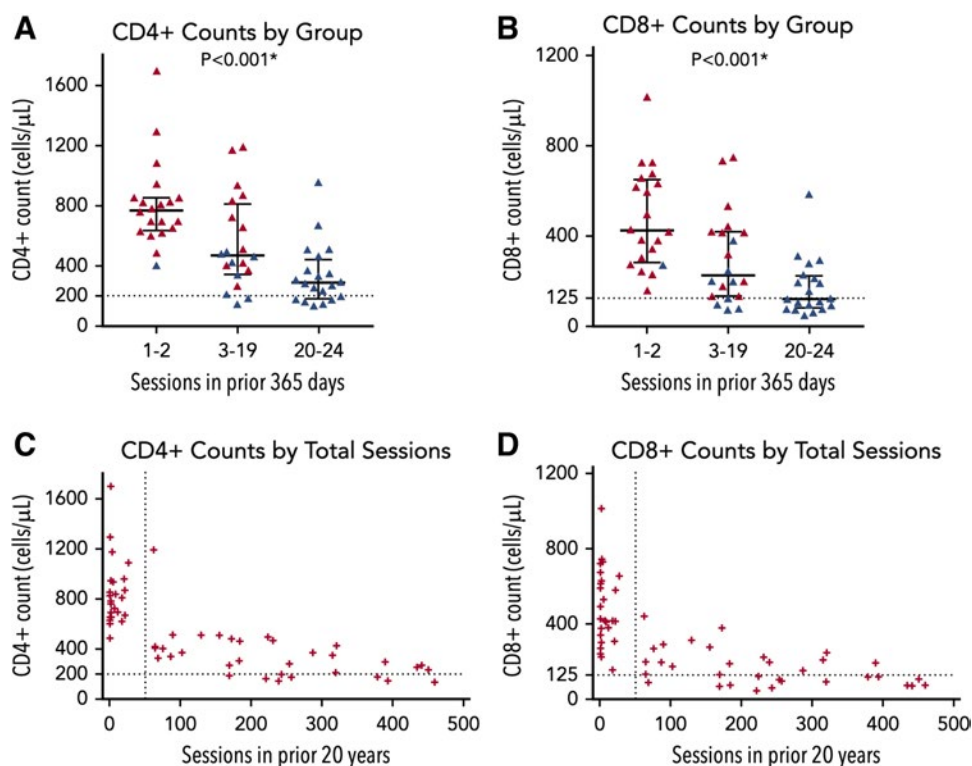 A
CD4+ Counts by Group
P<0.001*
CD4+ count (cells/μL)
1600
1200
800
400
200
0
1-2
3-19
20-24
Sessions in prior 365 days
B
CD8+ Counts by Group
P<0.001*
CD8+ count (cells/μL)
1200
800
400
125
0
1-2
3-19
20-24
Sessions in prior 365 days
C
CD4+ Counts by Total Sessions
CD4+ count (cells/μL)
1600
1200
800
400
200
0
0
100
200
300
400
500
Sessions in prior 20 years
D
CD8+ Counts by Total Sessions
CD8+ count (cells/μL)
1200
800
400
125
0
0
100
200
300
400
500
Sessions in prior 20 years